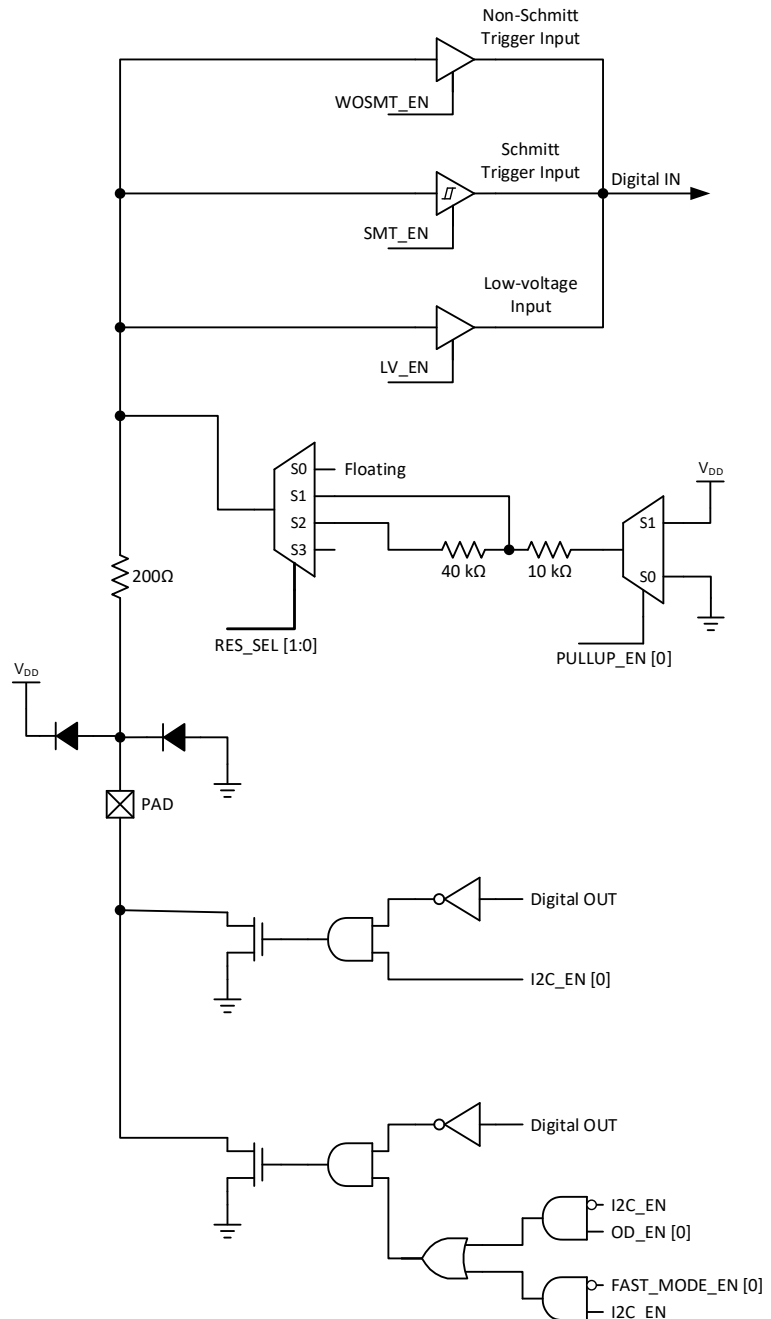 Non-Schmitt
Trigger Input
WOSMT_EN
Schmitt
Trigger Input
Digital IN
SMT_EN
Low-voltage
Input
LV_EN
S0
Floating
S1
S2
S3
40 kΩ
10 kΩ
VDD
S1
S0
RES_SEL [1:0]
PULLUP_EN [0]
200Ω
VDD
PAD
Digital OUT
I2C_EN [0]
Digital OUT
I2C_EN
OD_EN [0]
FAST_MODE_EN [0]
I2C_EN